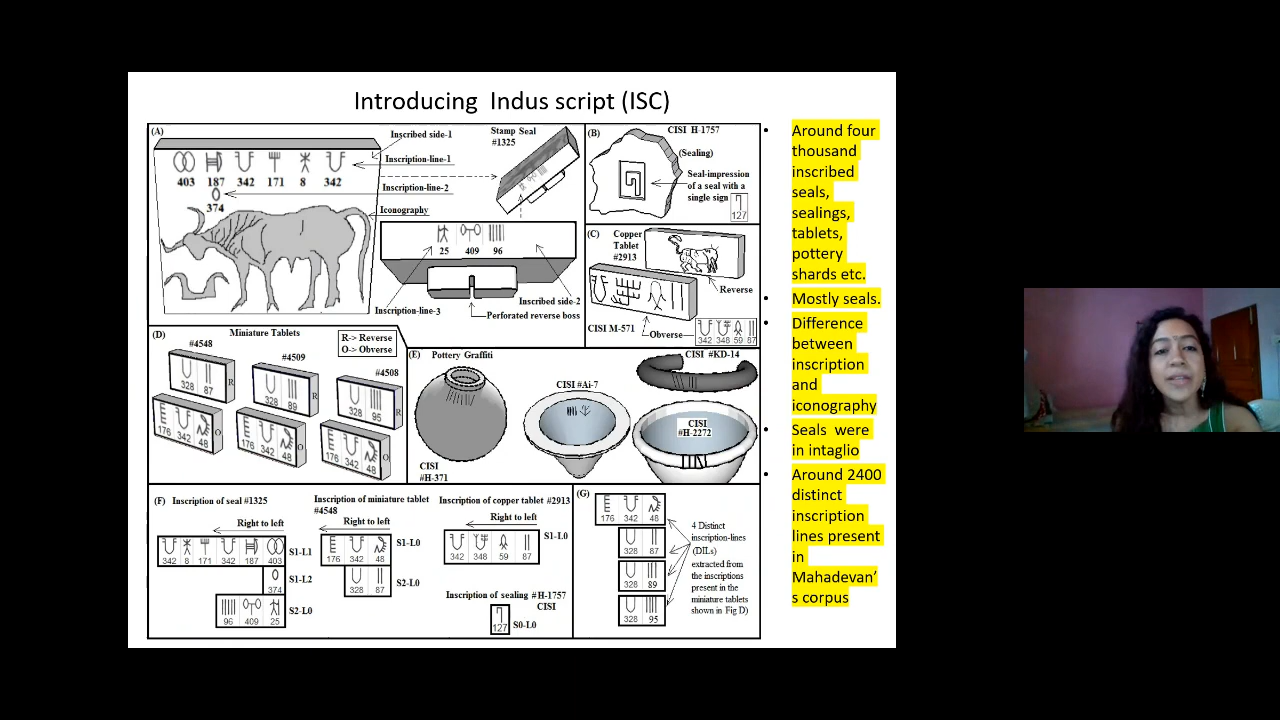 Introducing Indus script (ISC)
(A)
Inscribed side-1
Stamp Seal
#1325
Inscription-line-1
403 187 342 171 8 342
Inscription-line-2
374
Iconography
25 409 96
Inscription-line-3
Inscribed side-2
Perforated reverse boss
(B)
CISI H-1757
(Sealing)
Seal-impression
of a seal with a
single sign
127
(C)
Copper
Tablet
#2913
Reverse
CISI M-571
Obverse
342 348 59 87
(D)
Miniature Tablets
R-> Reverse
O-> Obverse
#4548
328 87
R
176 342 48
O
#4509
328 89
R
176 342 48
O
#4508
328 95
R
176 342 48
O
(E)
Pottery Graffiti
CISI
#H-371
CISI #Ai-7
CISI #KD-14
CISI
#H-2272
(F)
Inscription of seal #1325
Right to left
342 8 171 342 187 403
S1-L1
374
S1-L2
96 409 25
S2-L0
Inscription of miniature tablet
#4548
Right to left
176 342 48
S1-L0
328 87
S2-L0
Inscription of copper tablet #2913
Right to left
342 348 59 87
S1-L0
Inscription of sealing #H-1757
CISI
127
S0-L0
(G)
176 342 48
328 87
328 89
328 95
4 Distinct
inscription-lines
(DILs)
extracted from
the inscriptions
present in the
miniature tablets
shown in Fig D)
• Around four
thousand
inscribed
seals,
sealings,
tablets,
pottery
shards etc.
• Mostly seals.
• Difference
between
inscription
and
iconography
• Seals were
in intaglio
• Around 2400
distinct
inscription
lines present
in
Mahadevan’
s corpus